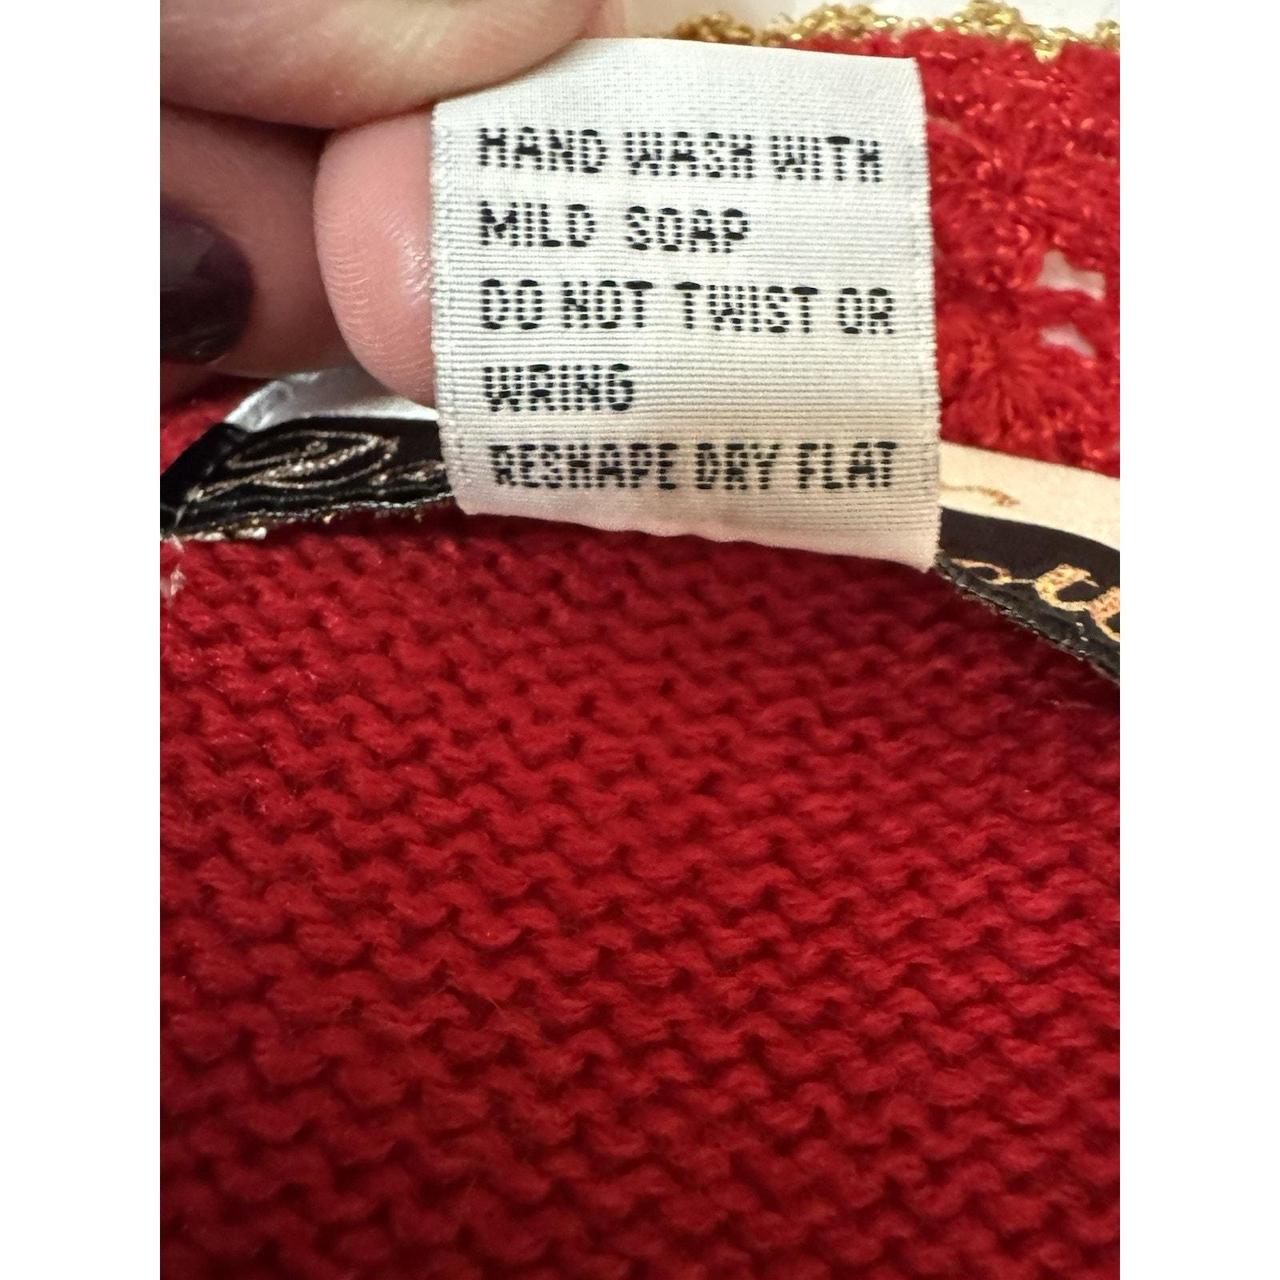 HAND WASH WITH
MILD SOAP
DO NOT TWIST OR
WRING
RESHAPE DRY FLAT